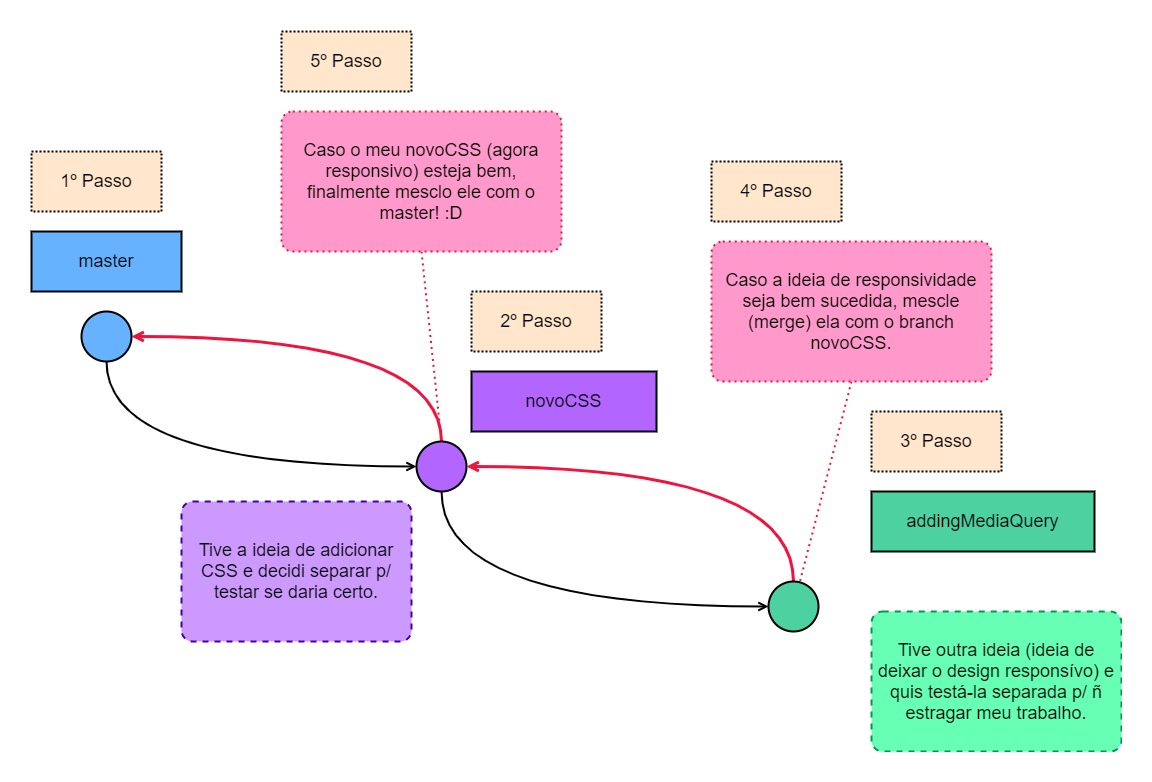 5º Passo
Caso o meu novoCSS (agora
responsivo) esteja bem,
finalmente mesclo ele com o
master! :D
1º Passo
master
4º Passo
Caso a ideia de responsividade
seja bem sucedida, mescle
(merge) ela com o branch
novoCSS.
2º Passo
novoCSS
3º Passo
addingMediaQuery
Tive a ideia de adicionar
CSS e decidi separar p/
testar se daria certo.
Tive outra ideia (ideia de
deixar o design responsívo) e
quis testá-la separada p/ ñ
estragar meu trabalho.